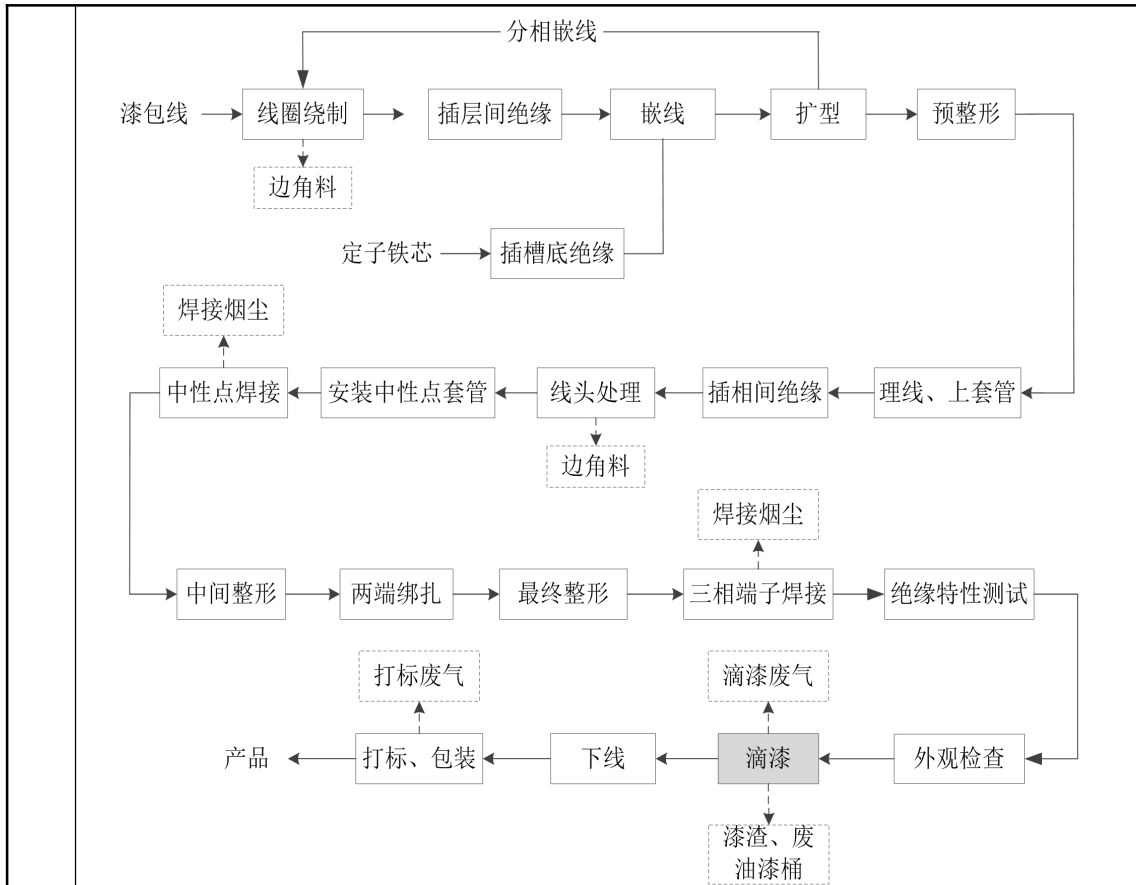 分相嵌线
漆包线
线圈绕制
插层间绝缘
嵌线
扩型
预整形
边角料
定子铁芯
插槽底绝缘
焊接烟尘
中性点焊接
安装中性点套管
线头处理
插相间绝缘
理线、上套管
边角料
焊接烟尘
中间整形
两端绑扎
最终整形
三相端子焊接
绝缘特性测试
打标废气
滴漆废气
产品
打标、包装
下线
滴漆
外观检查
漆渣、废
油漆桶